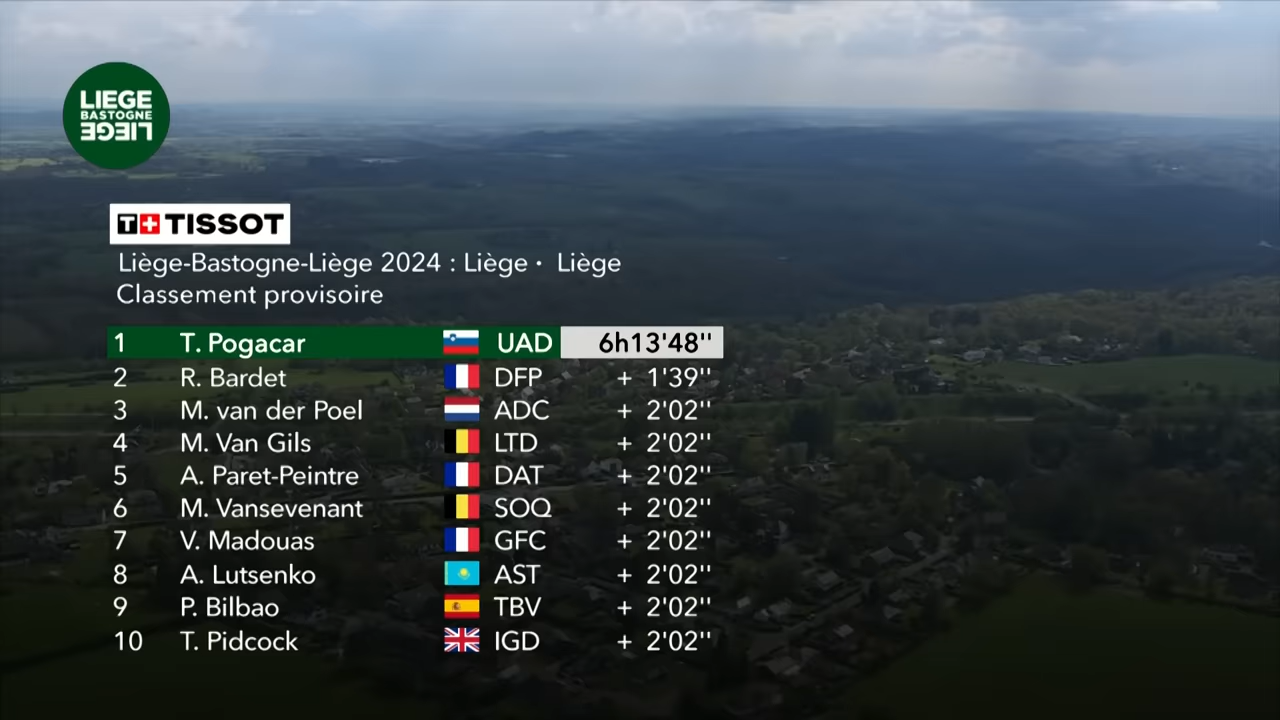 LIEGE
BASTOGNE
LIEGE
T+ TISSOT
Liège-Bastogne-Liège 2024 : Liège · Liège
Classement provisoire
1 T. Pogacar UAD 6h13'48''
2 R. Bardet DFP + 1'39''
3 M. van der Poel ADC + 2'02''
4 M. Van Gils LTD + 2'02''
5 A. Paret-Peintre DAT + 2'02''
6 M. Vansevenant SOQ + 2'02''
7 V. Madouas GFC + 2'02''
8 A. Lutsenko AST + 2'02''
9 P. Bilbao TBV + 2'02''
10 T. Pidcock IGD + 2'02''